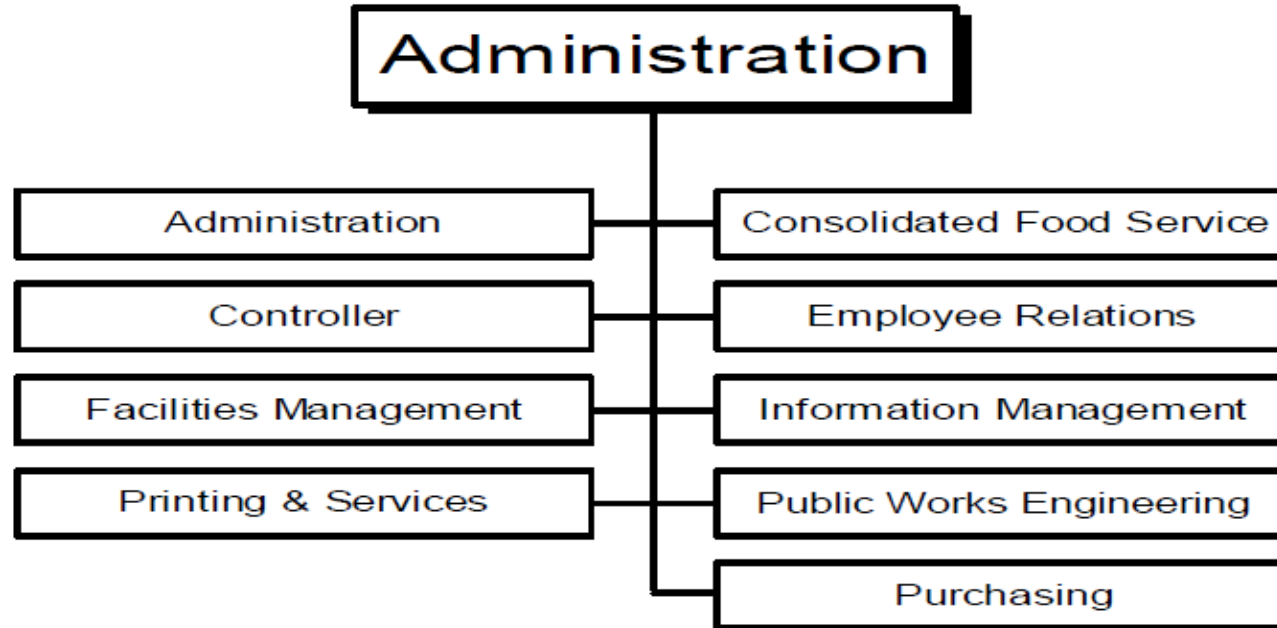 Administration
Administration
Consolidated Food Service
Controller
Employee Relations
Facilities Management
Information Management
Printing & Services
Public Works Engineering
Purchasing